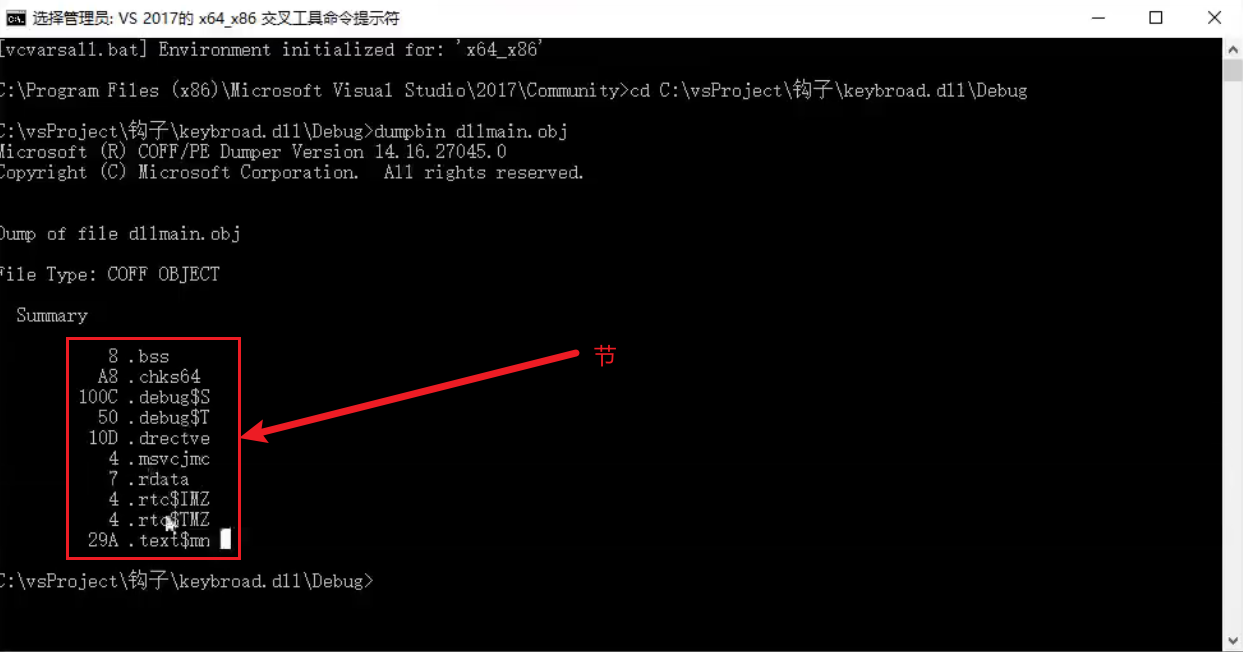 选择管理员: VS 2017的 x64_x86 交叉工具命令提示符
[vcvarsall.bat] Environment initialized for: 'x64_x86'
C:\Program Files (x86)\Microsoft Visual Studio\2017\Community>cd C:\vsProject\钩子\keybroad.dll\Debug
C:\vsProject\钩子\keybroad.dll\Debug>dumpbin dllmain.obj
Microsoft (R) COFF/PE Dumper Version 14.16.27045.0
Copyright (C) Microsoft Corporation.  All rights reserved.
Dump of file dllmain.obj
File Type: COFF OBJECT
Summary
8 .bss
节
A8 .chks64
100C .debug$S
50 .debug$T
10D .drectve
4 .msvcjmc
7 .rdata
4 .rtc$IMZ
4 .rtc$TMZ
29A .text$mn
C:\vsProject\钩子\keybroad.dll\Debug>